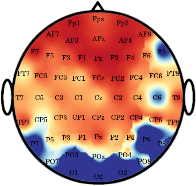 Fp1 Fpz Fp2
AF7 AF3 AFz AF4 AF8
F7 F5 F3 F1 Fz F2 F4 F6 F8
FT7 FC5 FC3 FC1 FCz FC2 FC4 FC6 FT8
T7 C5 C3 C1 Cz C2 C4 C6 T8
TP7 CP5 CP3 CP1 CPz CP2 CP4 CP6 TP8
P7 P5 P3 P1 Pz P2 P4 P6 P8
PO7 PO3 POz PO4 PO8
O1 Oz O2